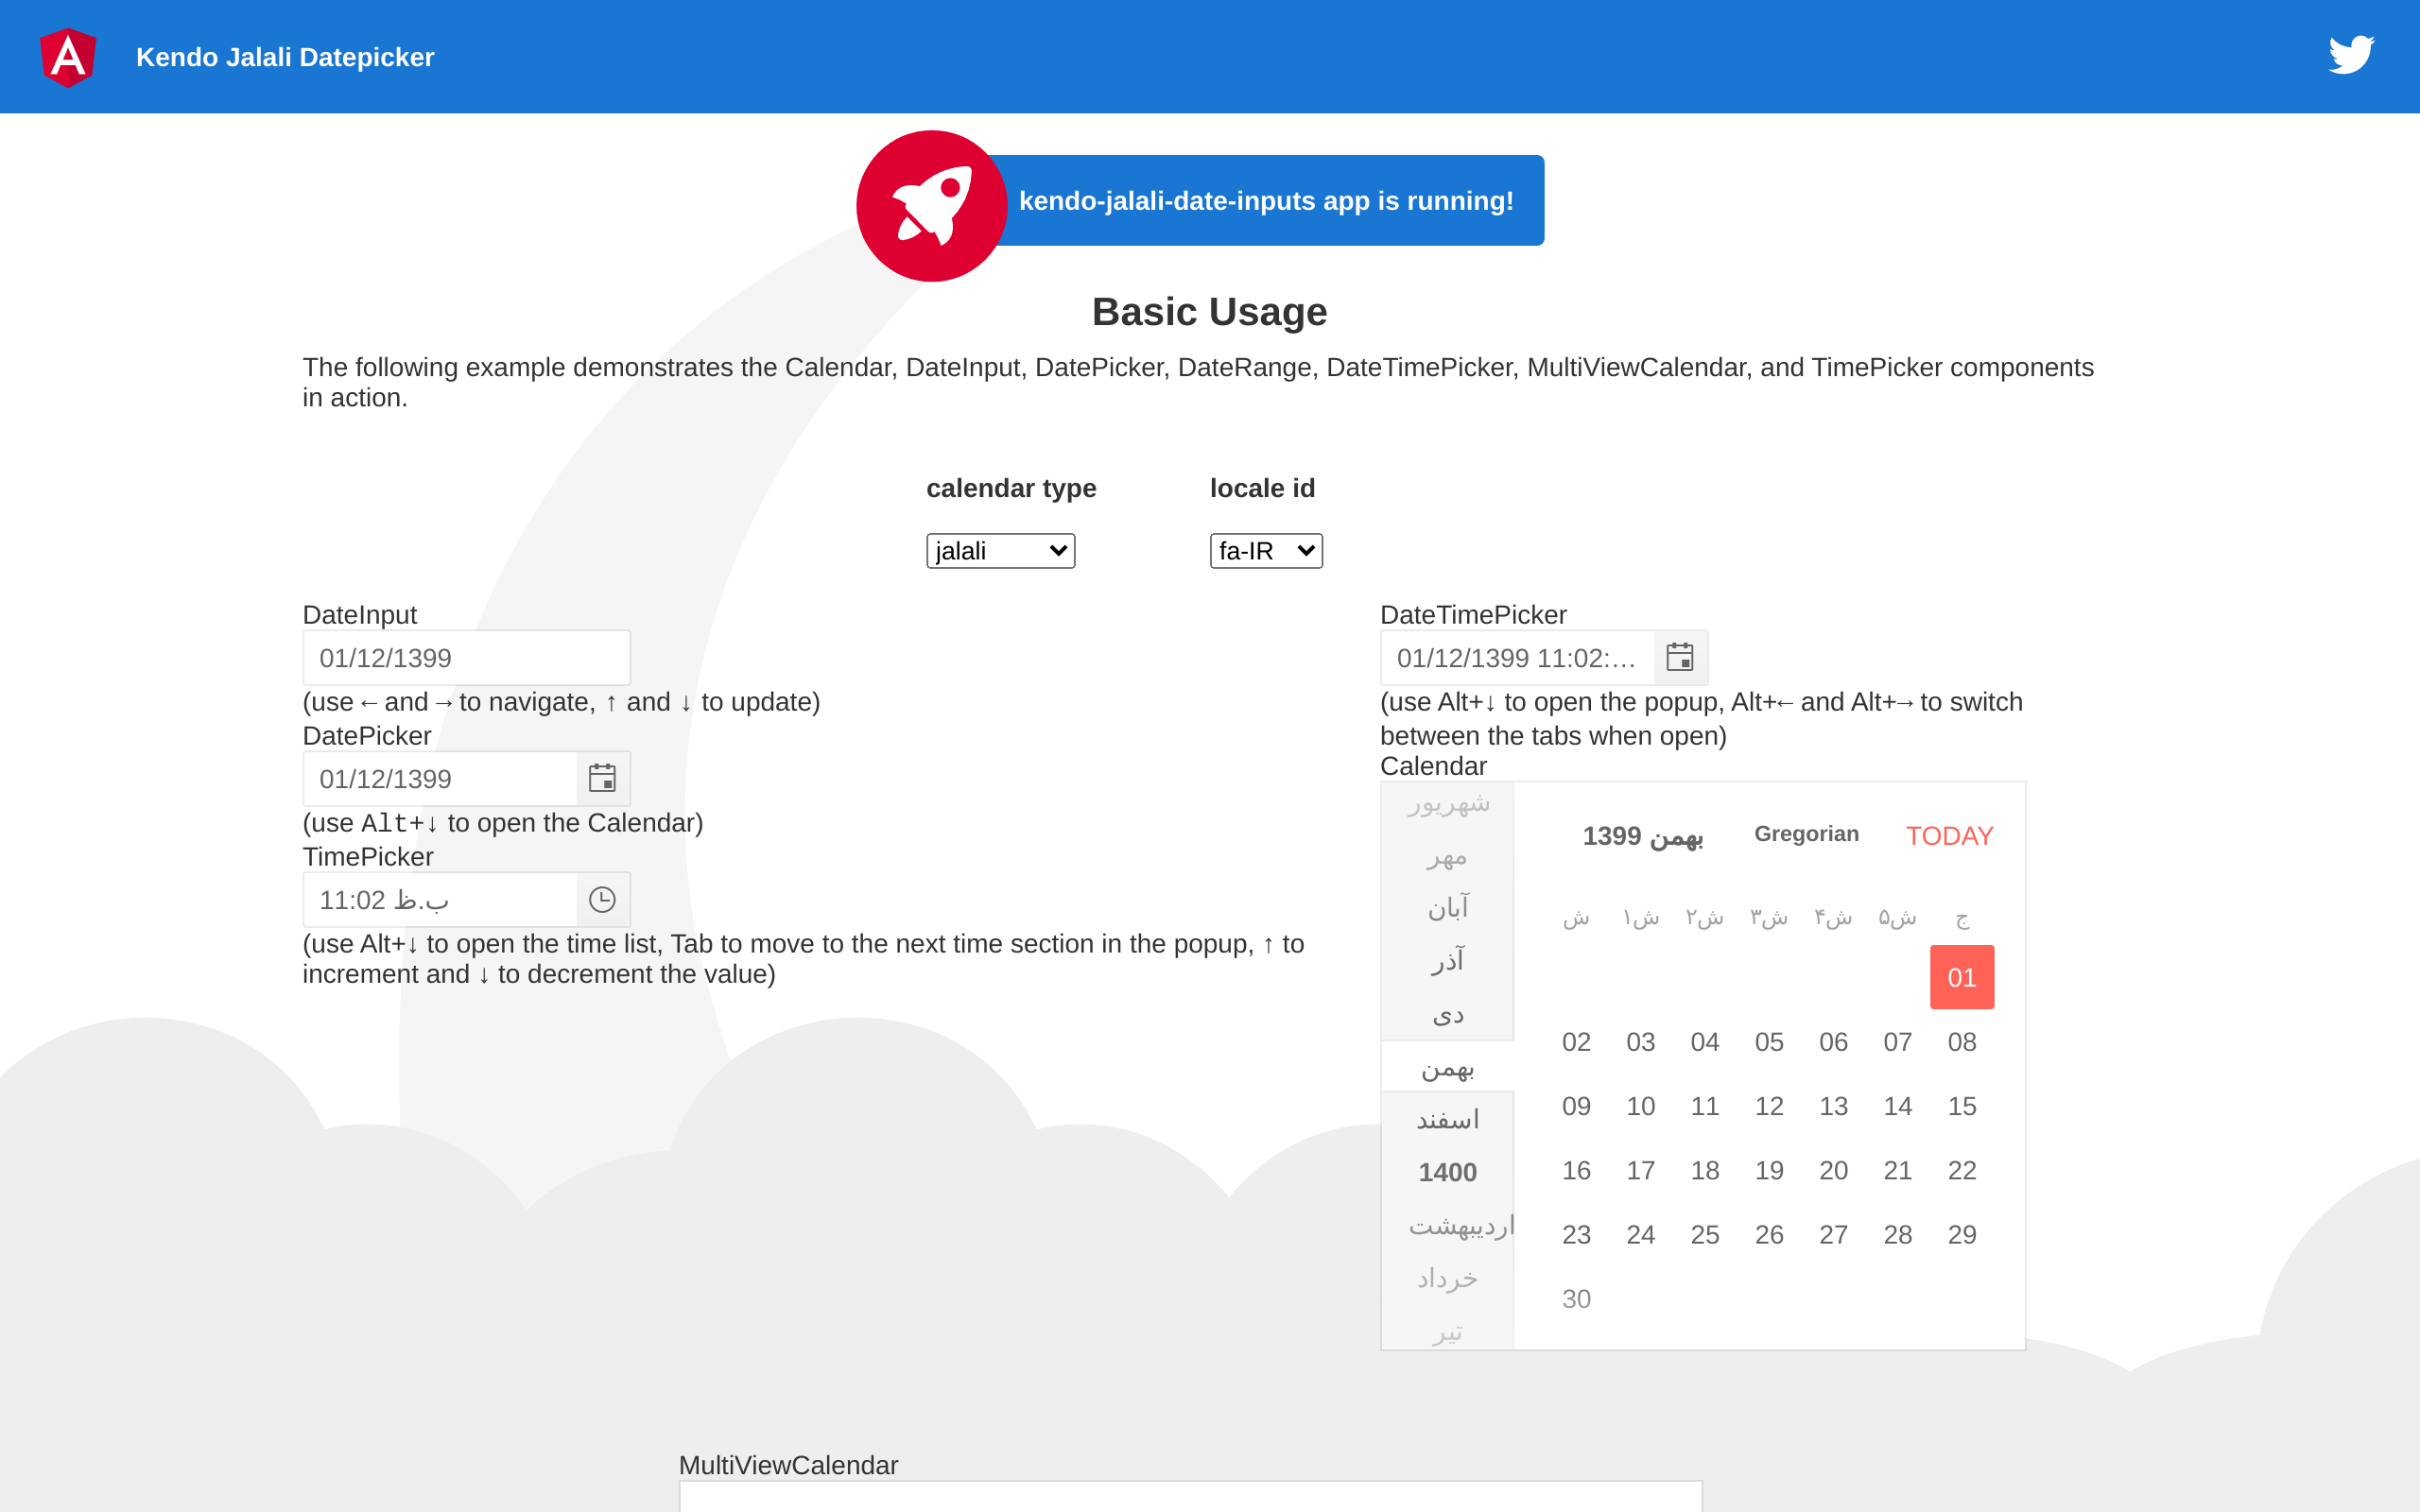 Kendo Jalali Datepicker
kendo-jalali-date-inputs app is running!
Basic Usage
The following example demonstrates the Calendar, DateInput, DatePicker, DateRange, DateTimePicker, MultiViewCalendar, and TimePicker components
in action.
calendar type
locale id
jalali
fa-IR
DateInput
01/12/1399
(use ← and → to navigate, ↑ and ↓ to update)
DatePicker
01/12/1399
(use Alt+↓ to open the Calendar)
TimePicker
11:02 ب.ظ
(use Alt+↓ to open the time list, Tab to move to the next time section in the popup, ↑ to
increment and ↓ to decrement the value)
DateTimePicker
01/12/1399 11:02:…
(use Alt+↓ to open the popup, Alt+← and Alt+→ to switch
between the tabs when open)
Calendar
شهریور
مهر
آبان
آذر
دی
بهمن
اسفند
1400
اردیبهشت
خرداد
تیر
بهمن 1399
Gregorian
TODAY
ش ش۱ ش۲ ش۳ ش۴ ش۵ ج
01
02 03 04 05 06 07 08
09 10 11 12 13 14 15
16 17 18 19 20 21 22
23 24 25 26 27 28 29
30
MultiViewCalendar